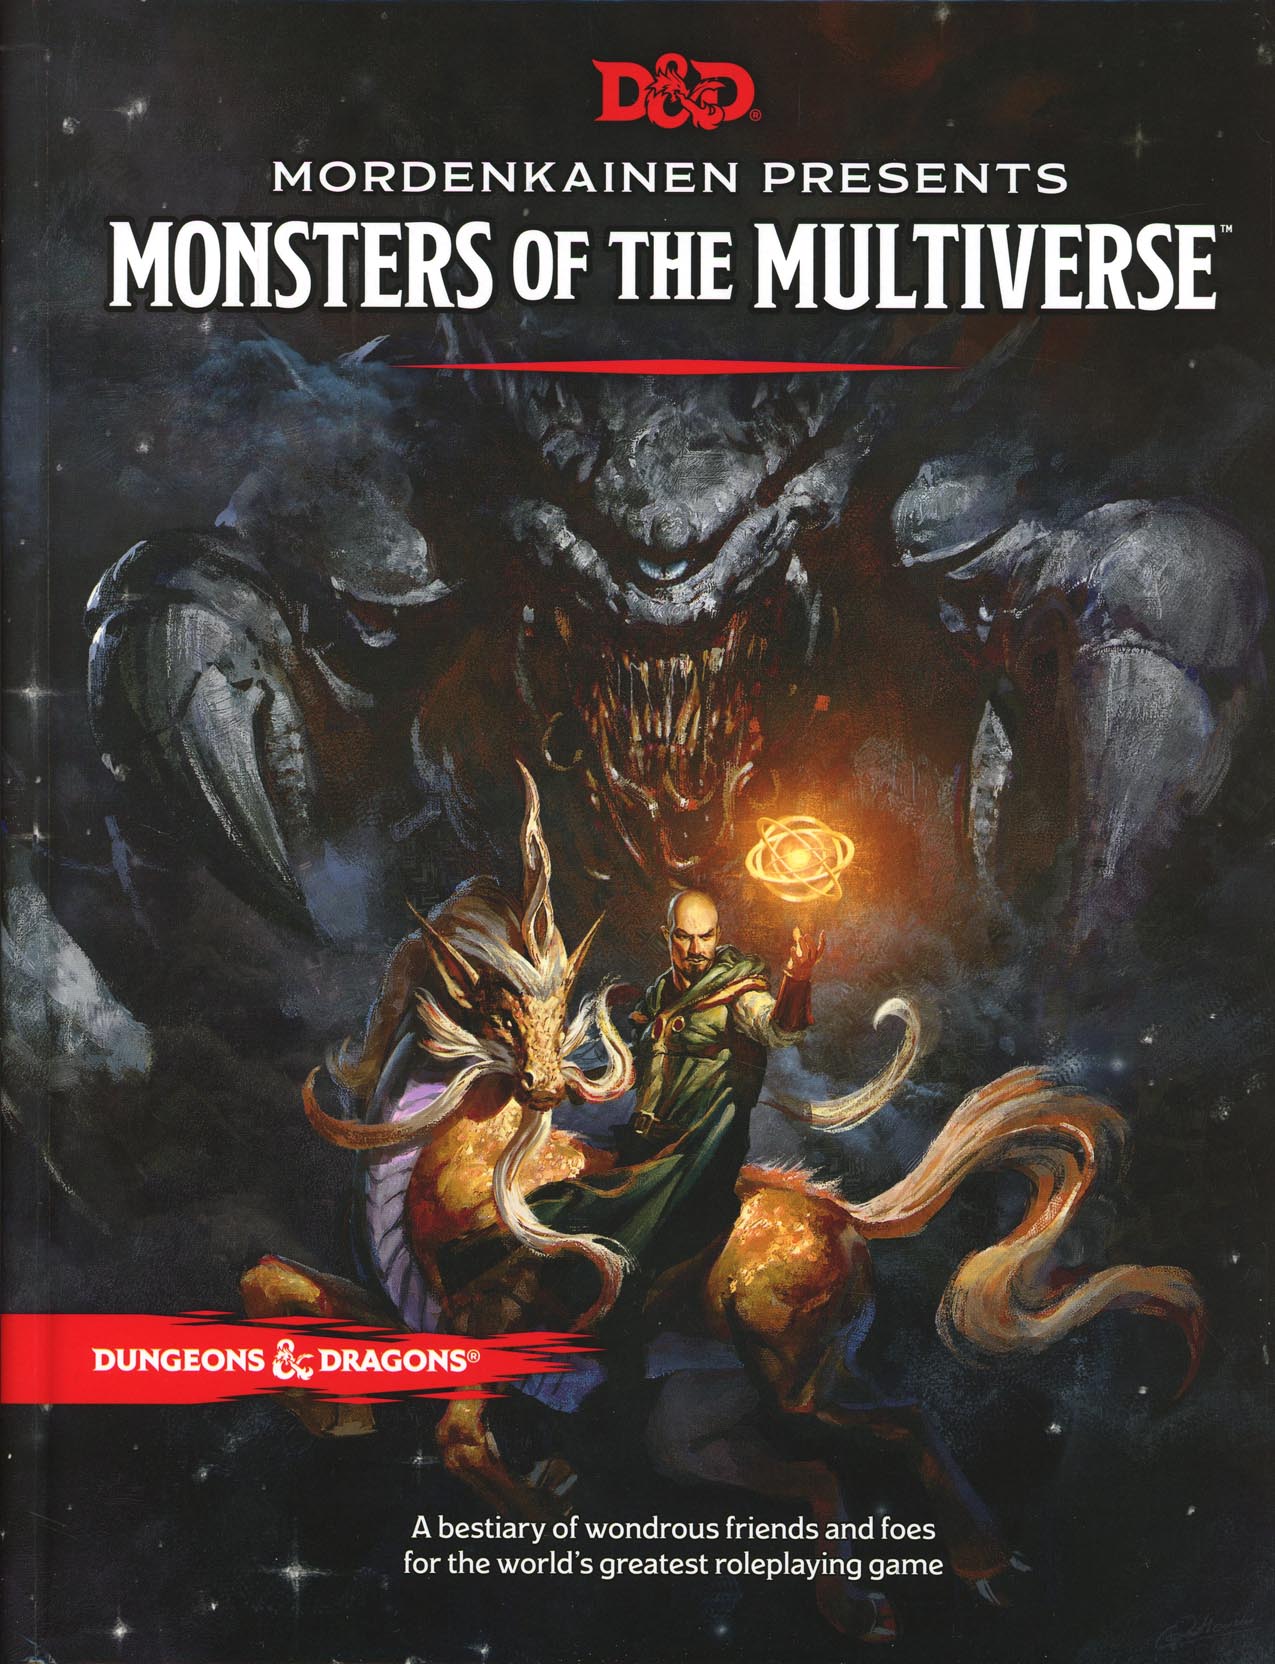 D&D®
MORDENKAINEN PRESENTS
MONSTERS OF THE MULTIVERSE™
DUNGEONS & DRAGONS®
A bestiary of wondrous friends and foes
for the world's greatest roleplaying game